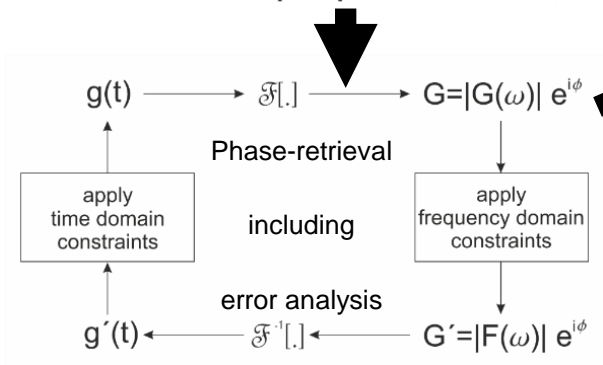 g(t) ℱ[.] G=|G(ω)| e^{iϕ}
Phase-retrieval
apply
time domain
constraints
including
apply
frequency domain
constraints
error analysis
g´(t) ℱ⁻¹[.] G´=|F(ω)| e^{iϕ}